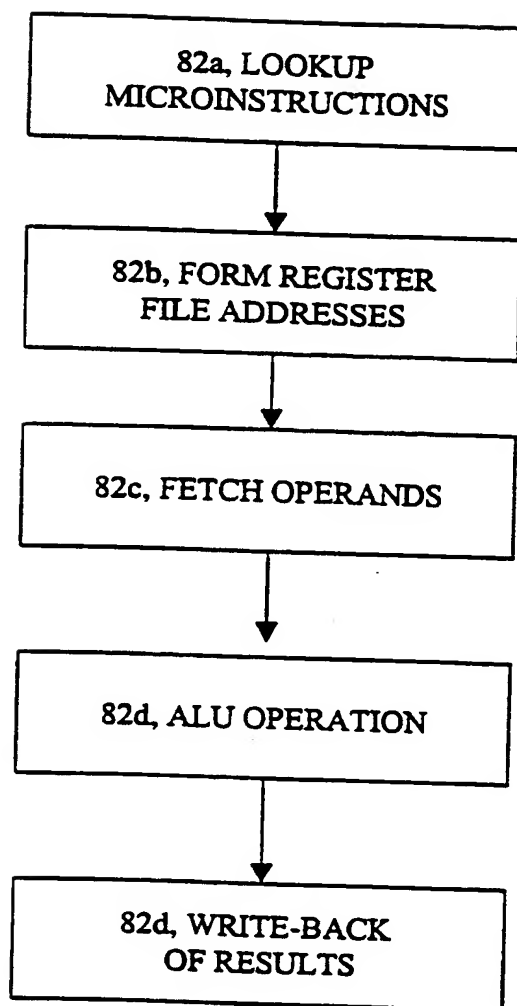 82a, LOOKUP
MICROINSTRUCTIONS
82b, FORM REGISTER
FILE ADDRESSES
82c, FETCH OPERANDS
82d, ALU OPERATION
82d, WRITE-BACK
OF RESULTS